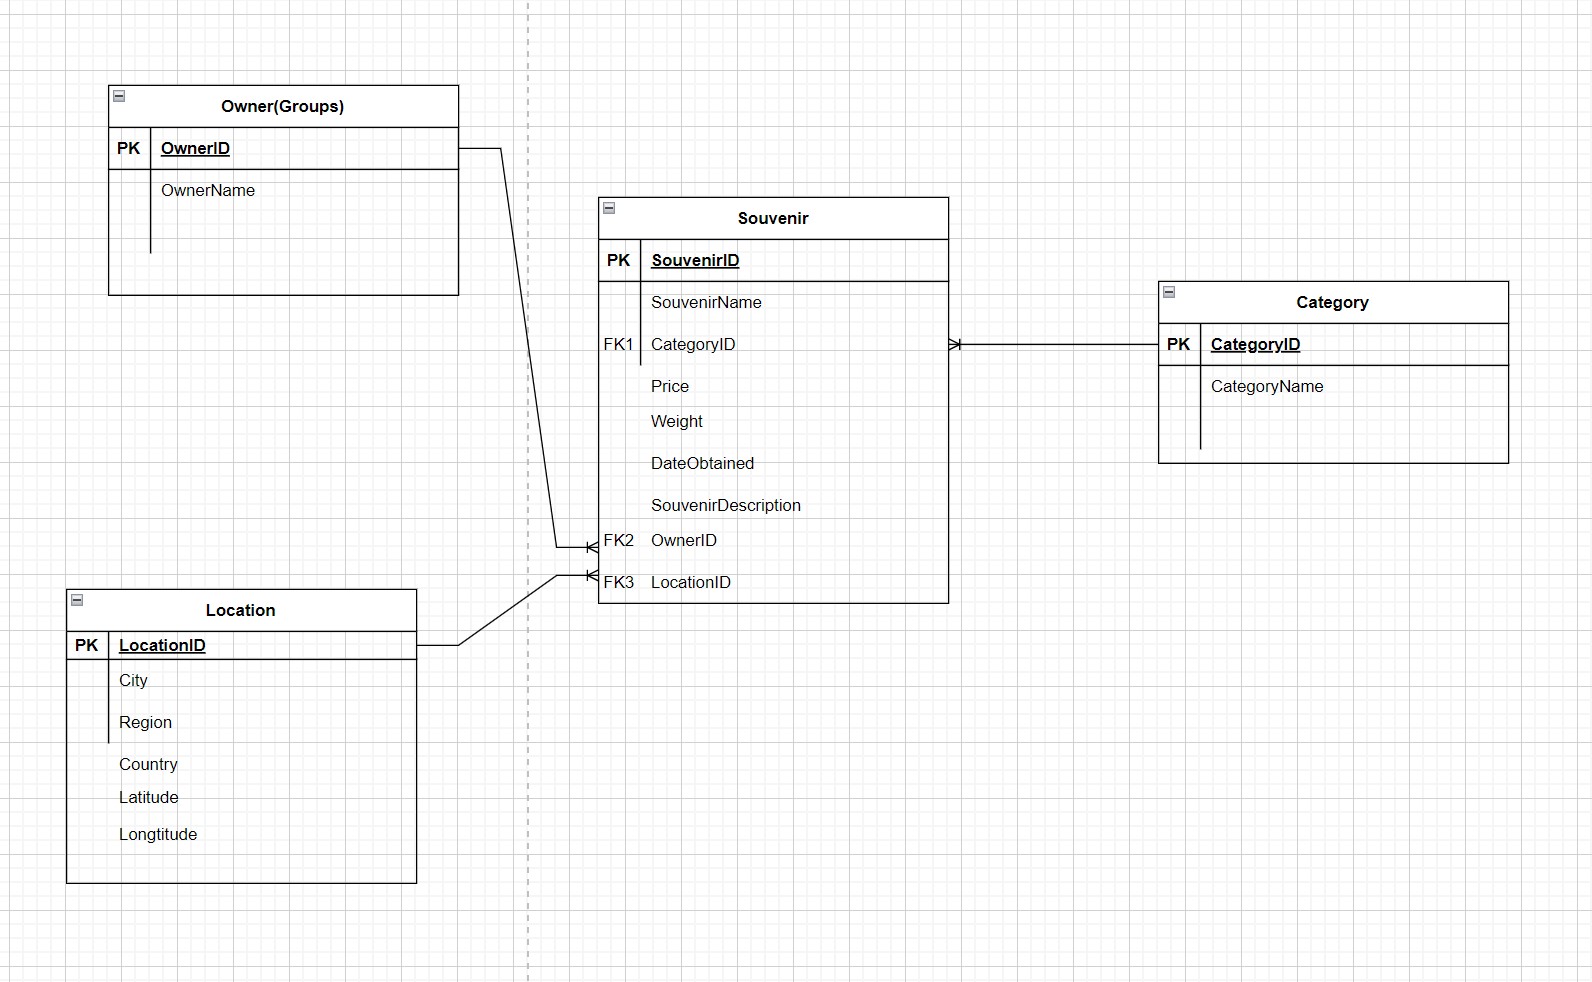 Owner(Groups)
PK OwnerID
OwnerName
Souvenir
PK SouvenirID
SouvenirName
FK1 CategoryID
Price
Weight
DateObtained
SouvenirDescription
FK2 OwnerID
FK3 LocationID
Category
PK CategoryID
CategoryName
Location
PK LocationID
City
Region
Country
Latitude
Longtitude